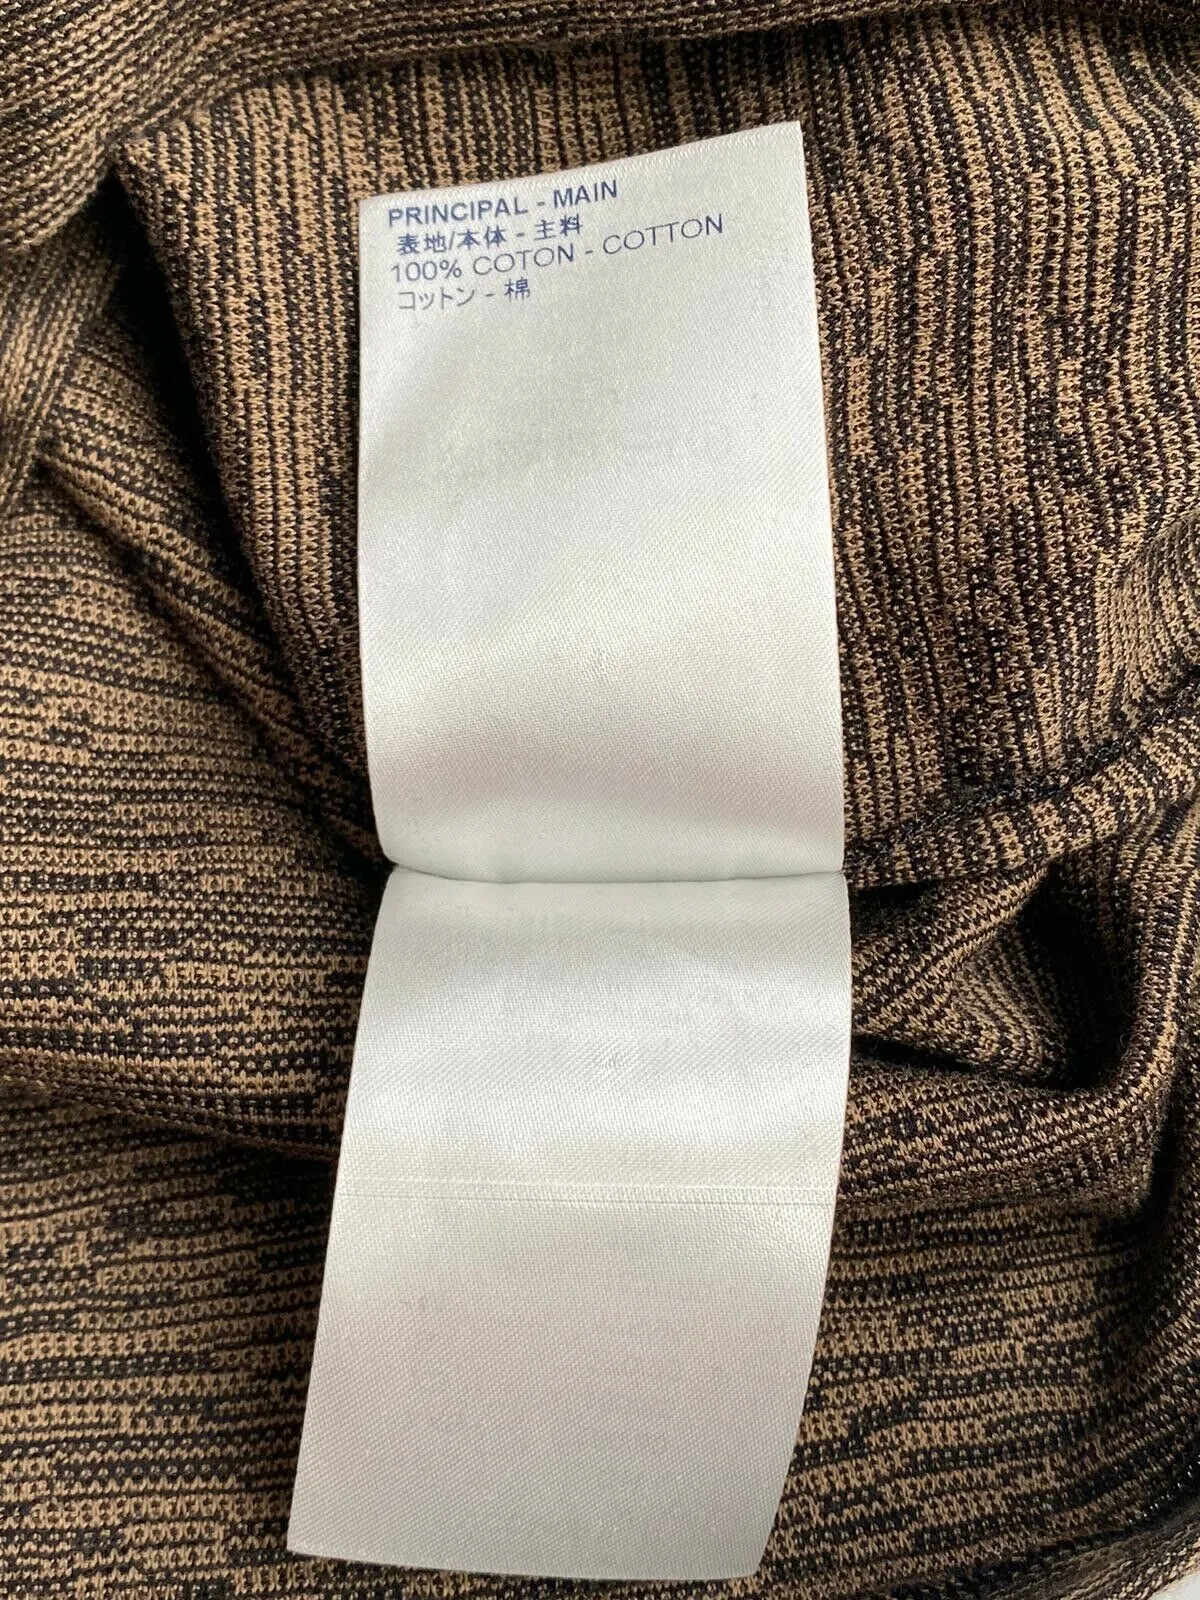 PRINCIPAL - MAIN
表地/本体 - 主料
100% COTON - COTTON
コットン - 棉